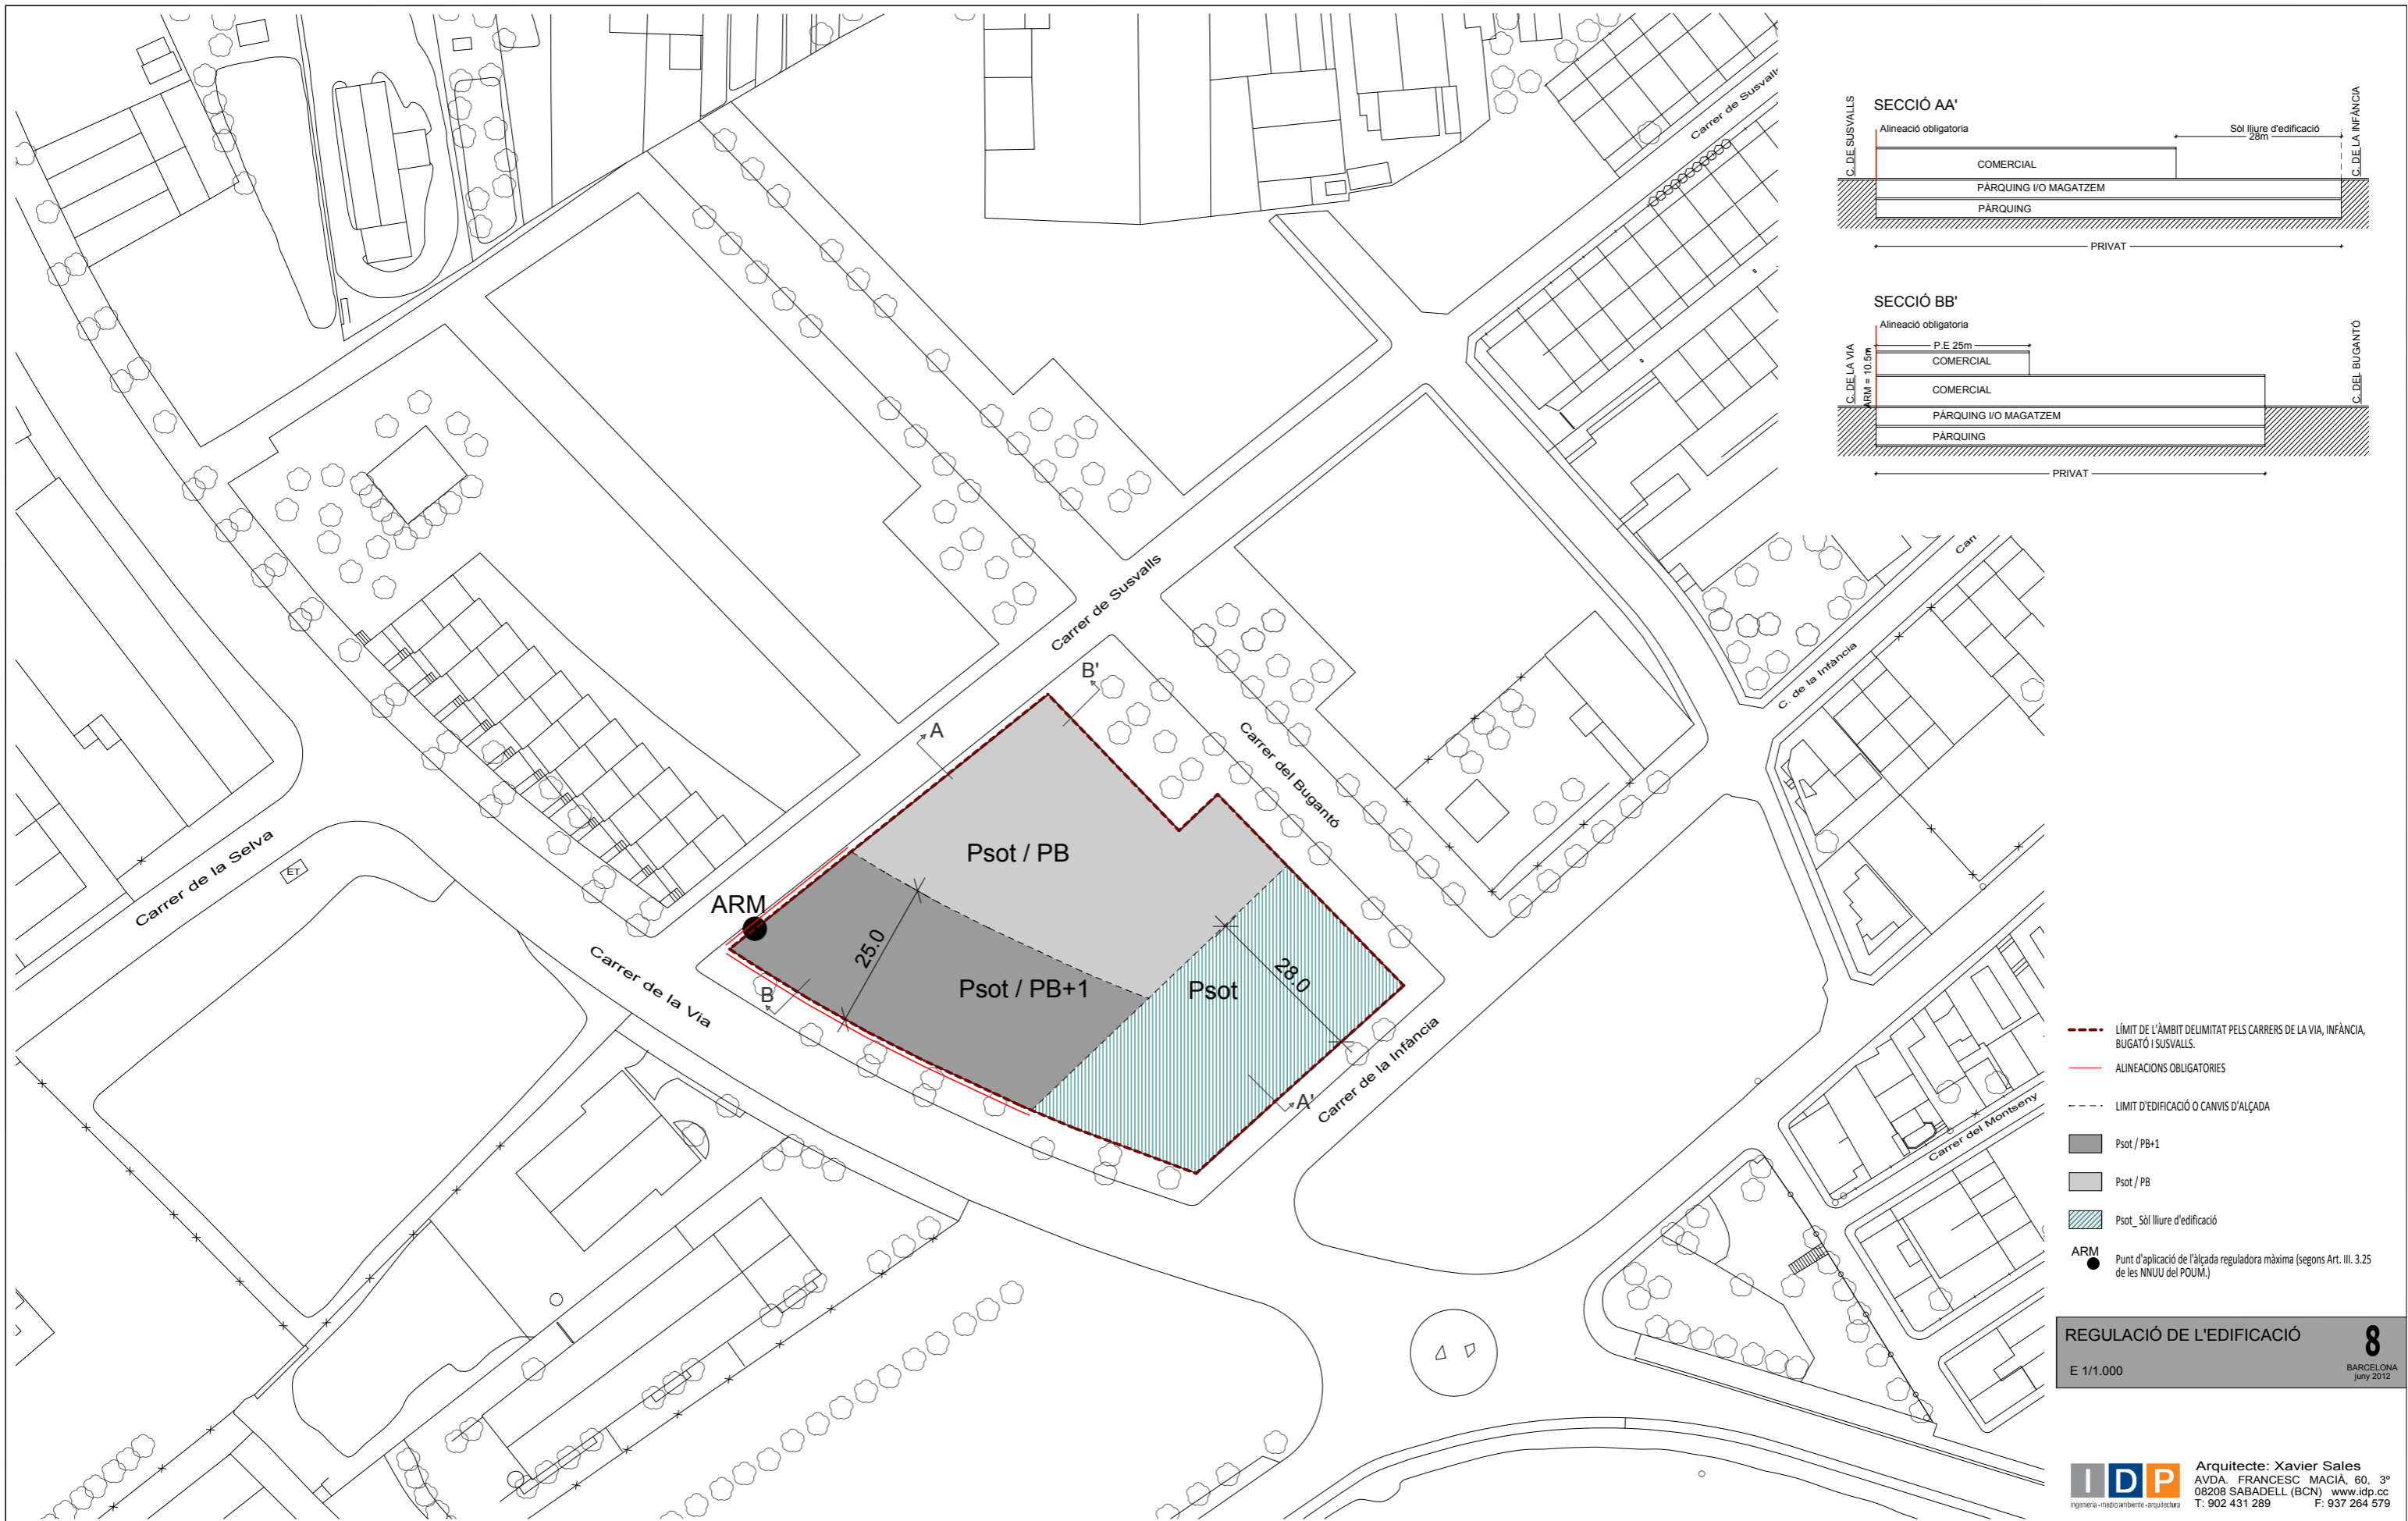 SECCIÓ AA'
C. DE SUSVALLS
Alineació obligatoria
Sòl lliure d'edificació
28m
C. DE LA INFÀNCIA
COMERCIAL
PÀRQUING I/O MAGATZEM
PÀRQUING
PRIVAT
SECCIÓ BB'
Alineació obligatoria
C. DE LA VIA
ARM = 10.5m
P.E 25m
COMERCIAL
COMERCIAL
C. DEL BUGANTÓ
PÀRQUING I/O MAGATZEM
PÀRQUING
PRIVAT
Carrer de Susvalls
Carrer de Susvalls
Carrer del Bugantó
C. de la Infància
Carrer de la Selva
ET
Carrer de la Via
Carrer de la Infància
Carrer del Montseny
A
B'
B
A'
ARM
Psot / PB
Psot / PB+1
Psot
25.0
28.0
LÍMIT DE L'ÀMBIT DELIMITAT PELS CARRERS DE LA VIA, INFÀNCIA,
BUGATÓ I SUSVALLS.
ALINEACIONS OBLIGATORIES
LIMIT D'EDIFICACIÓ O CANVIS D'ALÇADA
Psot / PB+1
Psot / PB
Psot_ Sòl lliure d'edificació
ARM
Punt d'aplicació de l'àlçada reguladora màxima (segons Art. III. 3.25
de les NNUU del POUM.)
REGULACIÓ DE L'EDIFICACIÓ
8
E 1/1.000
BARCELONA
juny 2012
IDP
ingeniería - medio ambiente - arquitectura
Arquitecte: Xavier Sales
AVDA. FRANCESC MACIÀ, 60, 3º
08208 SABADELL (BCN) www.idp.cc
T: 902 431 289 F: 937 264 579